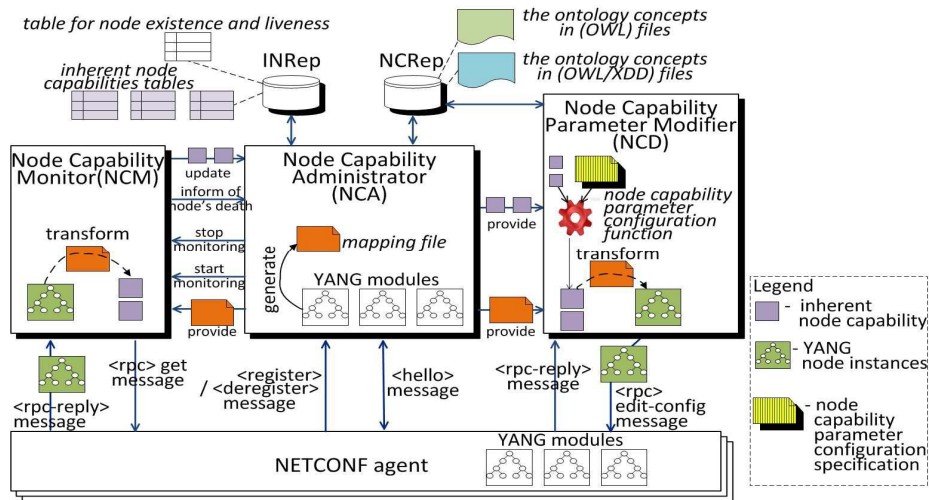 table for node existence and liveness
INRep
NCRep
the ontology concepts
in (OWL) files
the ontology concepts
in (OWL/XDD) files
inherent node
capabilities tables
Node Capability
Monitor(NCM)
transform
update
inform of
node's death
stop
monitoring
start
monitoring
provide
Node Capability
Administrator
(NCA)
mapping file
generate
YANG modules
provide
provide
Node Capability
Parameter Modifier
(NCD)
node capability
parameter
configuration
function
transform
<rpc-reply>
message
<rpc> get
message
<register>
/ <deregister>
message
<hello>
message
<rpc-reply>
message
<rpc>
edit-config
message
NETCONF agent
YANG modules
Legend
- inherent
node capability
- YANG
node instances
- node
capability
parameter
configuration
specification